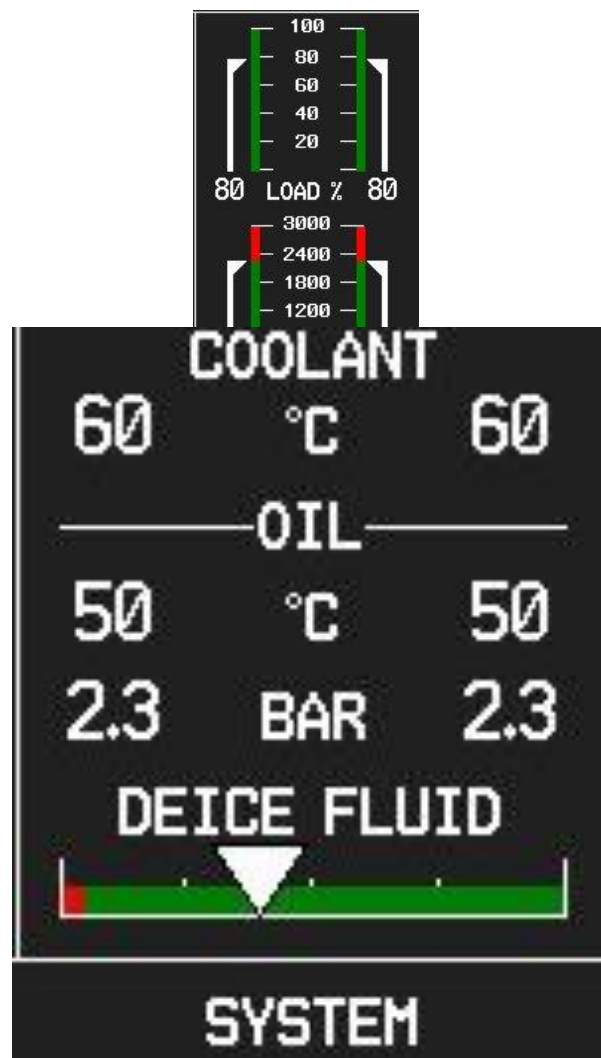 100
80
60
40
20
80 LOAD % 80
3000
2400
1800
1200
COOLANT
60 °C 60
OIL
50 °C 50
2.3 BAR 2.3
DEICE FLUID
SYSTEM